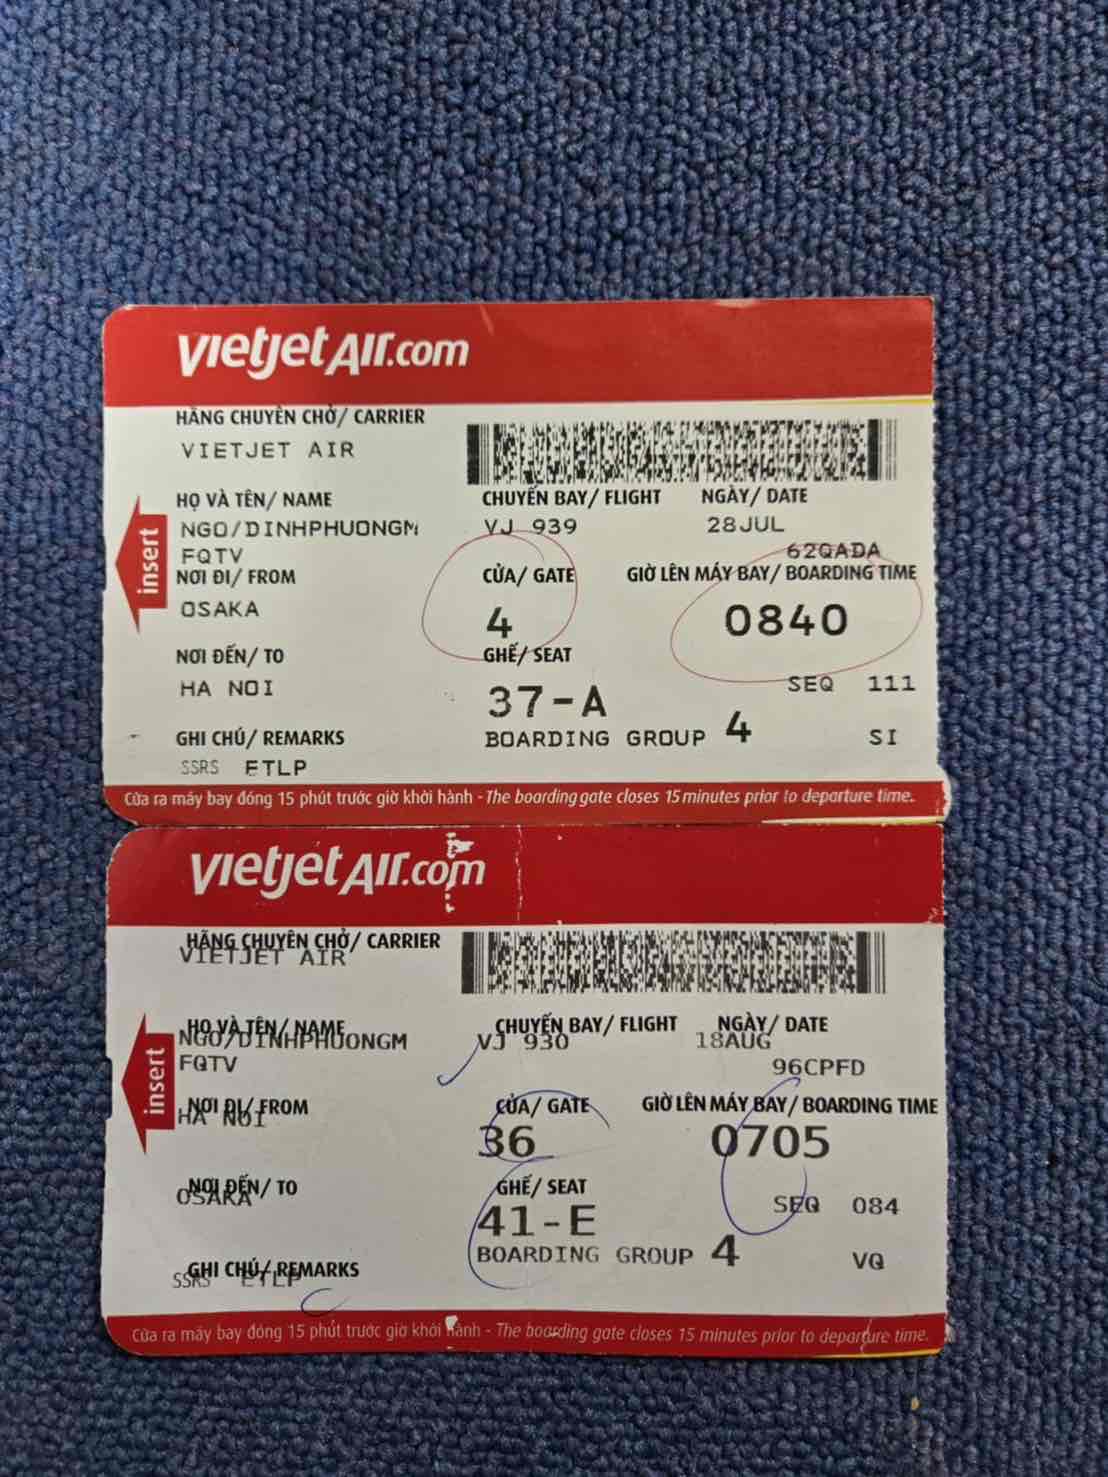 vietjetAir.com
HÃNG CHUYÊN CHỞ/ CARRIER
VIETJET AIR
HỌ VÀ TÊN/ NAME CHUYẾN BAY/ FLIGHT NGÀY/ DATE
NGO/DINHPHUONGM VJ 939 28JUL
FQTV 62QADA
NƠI ĐI/ FROM CỬA/ GATE GIỜ LÊN MÁY BAY/ BOARDING TIME
OSAKA 4 0840
NƠI ĐẾN/ TO GHẾ/ SEAT
HA NOI 37-A SEQ 111
GHI CHÚ/ REMARKS BOARDING GROUP 4 SI
SSRS ETLP
insert
Cửa ra máy bay đóng 15 phút trước giờ khởi hành - The boarding gate closes 15 minutes prior to departure time.
vietjetAir.com
HÃNG CHUYÊN CHỞ/ CARRIER
VIETJET AIR
HỌ VÀ TÊN/ NAME CHUYẾN BAY/ FLIGHT NGÀY/ DATE
NGO/DINHPHUONGM VJ 930 18AUG
FQTV 96CPFD
NƠI ĐI/ FROM CỬA/ GATE GIỜ LÊN MÁY BAY/ BOARDING TIME
HA NOI 36 0705
NƠI ĐẾN/ TO GHẾ/ SEAT
OSAKA 41-E SEQ 084
GHI CHÚ/ REMARKS BOARDING GROUP 4 VQ
SSRS ETLP
insert
Cửa ra máy bay đóng 15 phút trước giờ khởi hành - The boarding gate closes 15 minutes prior to departure time.